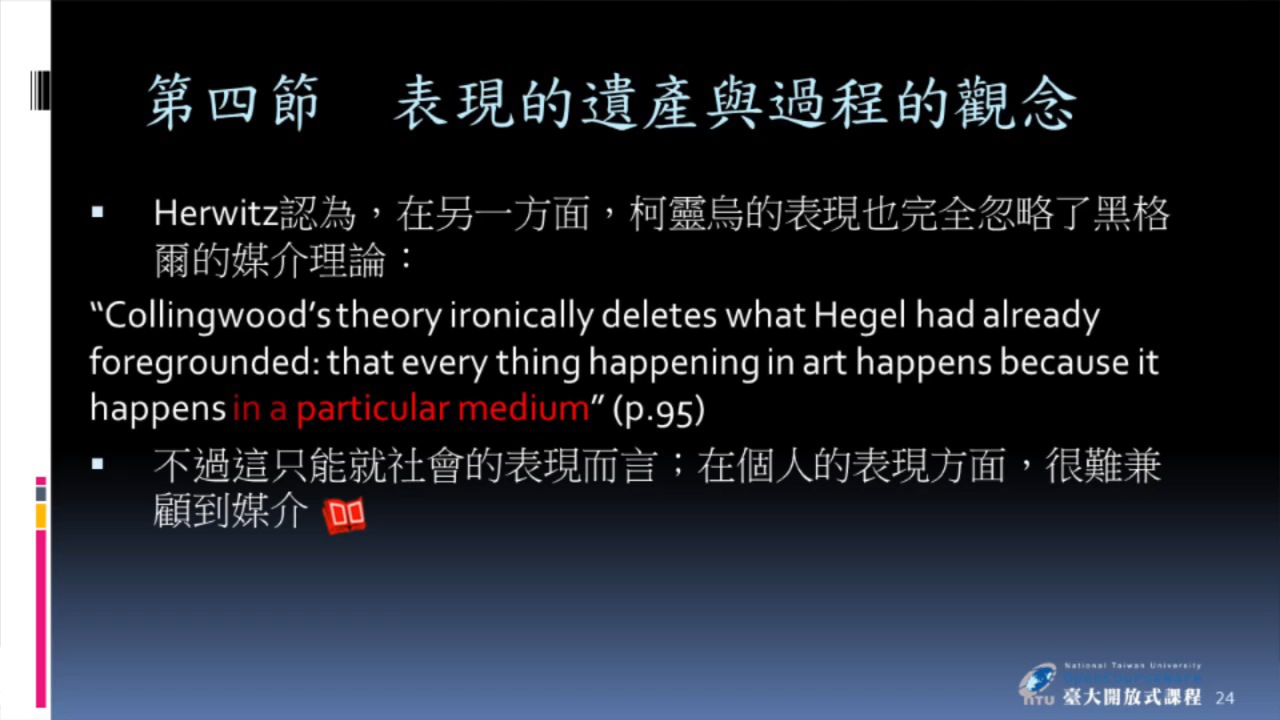 第四節　表現的遺產與過程的觀念
Herwitz認為，在另一方面，柯靈烏的表現也完全忽略了黑格
爾的媒介理論：
“Collingwood’s theory ironically deletes what Hegel had already
foregrounded: that every thing happening in art happens because it
happens in a particular medium” (p.95)
不過這只能就社會的表現而言；在個人的表現方面，很難兼
顧到媒介
National Taiwan University
OpenCourseWare
NTU 臺大開放式課程 24